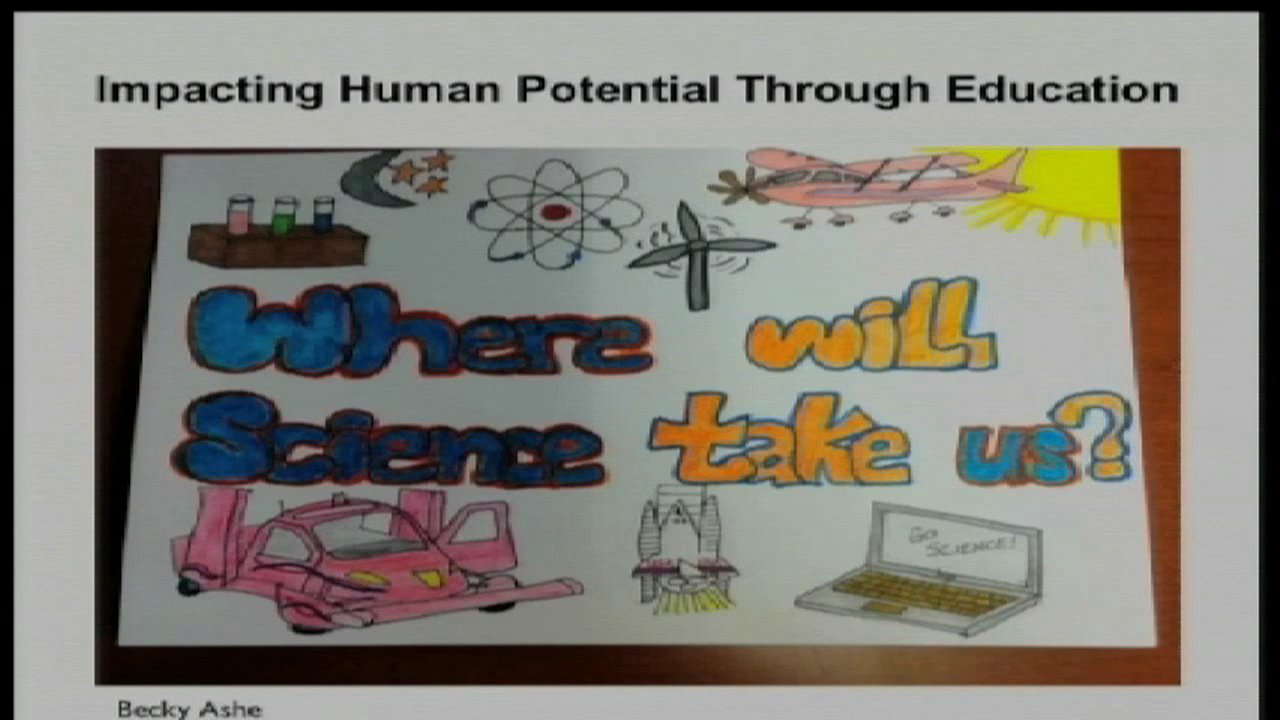 Impacting Human Potential Through Education
Where will
Science take us?
GO
SCIENCE!
Becky Ashe